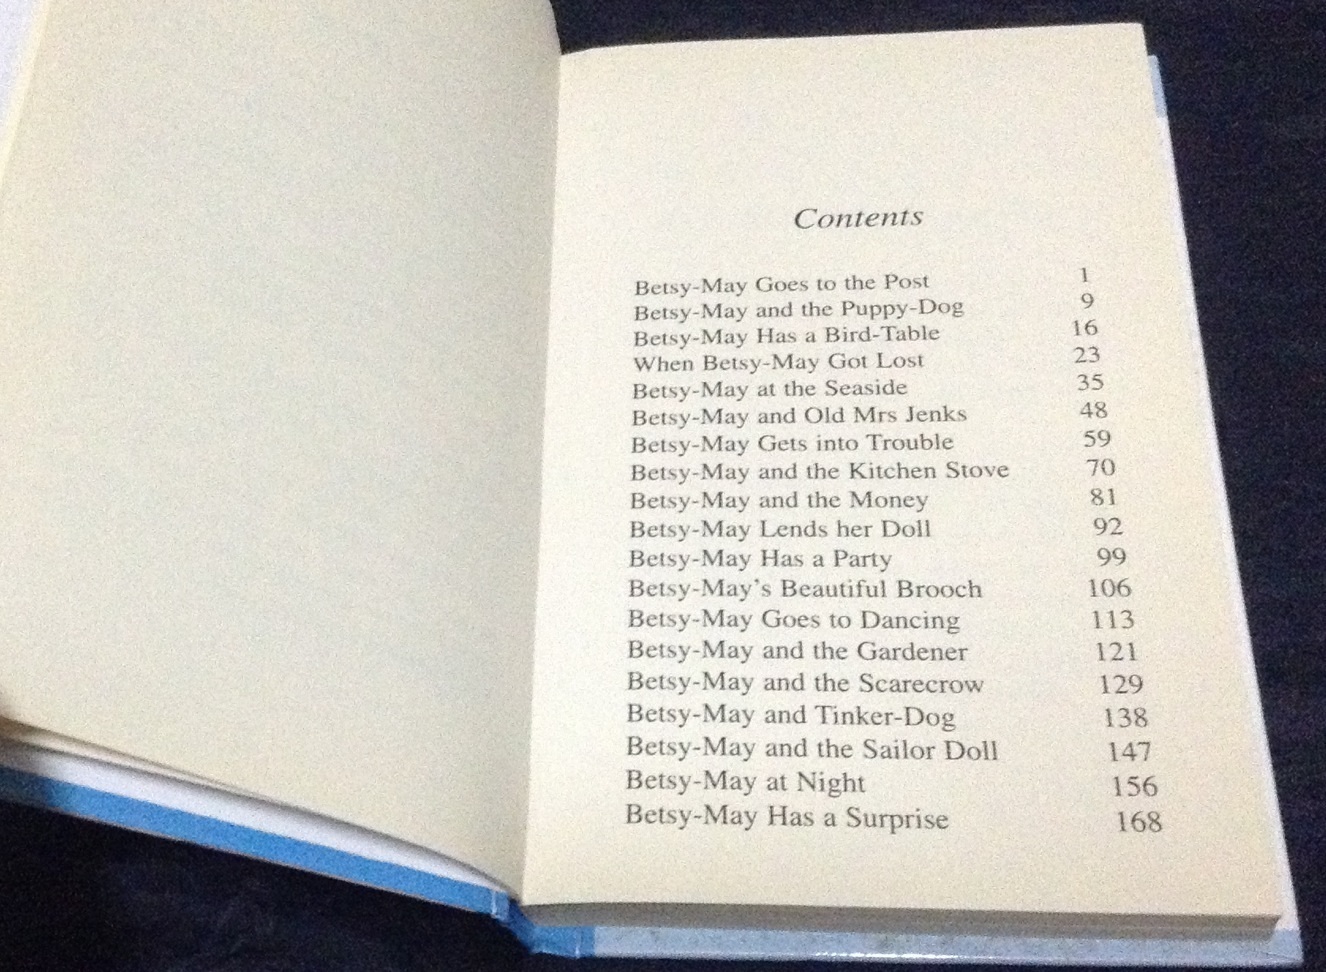 Contents
Betsy-May Goes to the Post 1
Betsy-May and the Puppy-Dog 9
Betsy-May Has a Bird-Table 16
When Betsy-May Got Lost 23
Betsy-May at the Seaside 35
Betsy-May and Old Mrs Jenks 48
Betsy-May Gets into Trouble 59
Betsy-May and the Kitchen Stove 70
Betsy-May and the Money 81
Betsy-May Lends her Doll 92
Betsy-May Has a Party 99
Betsy-May's Beautiful Brooch 106
Betsy-May Goes to Dancing 113
Betsy-May and the Gardener 121
Betsy-May and the Scarecrow 129
Betsy-May and Tinker-Dog 138
Betsy-May and the Sailor Doll 147
Betsy-May at Night 156
Betsy-May Has a Surprise 168